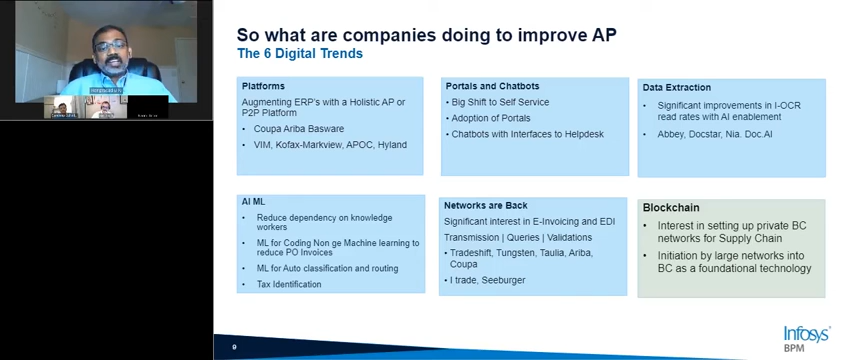 So what are companies doing to improve AP
The 6 Digital Trends
Platforms
Augmenting ERP's with a Holistic AP or
P2P Platform
• Coupa Ariba Basware
• VIM, Kofax-Markview, APOC, Hyland
Portals and Chatbots
• Big Shift to Self Service
• Adoption of Portals
• Chatbots with Interfaces to Helpdesk
Data Extraction
• Significant improvements in I-OCR
read rates with AI enablement
• Abbey, Docstar, Nia. Doc.AI
AI ML
• Reduce dependency on knowledge
workers
• ML for Coding Non ge Machine learning to
reduce PO Invoices
• ML for Auto classification and routing
• Tax Identification
Networks are Back
Significant interest in E-Invoicing and EDI
Transmission | Queries | Validations
• Tradeshift, Tungsten, Taulia, Ariba,
Coupa
• I trade, Seeburger
Blockchain
• Interest in setting up private BC
networks for Supply Chain
• Initiation by large networks into
BC as a foundational technology
9
Infosys
BPM